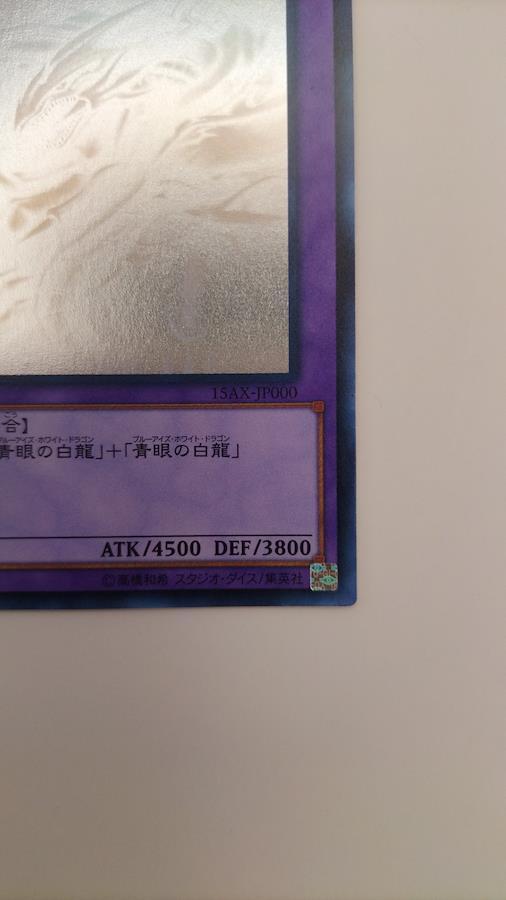 15AX-JP000
ごう
合】
ブルーアイズ・ホワイト・ドラゴン ブルーアイズ・ホワイト・ドラゴン
青眼の白龍」＋「青眼の白龍」
ATK/4500 DEF/3800
©高橋和希 スタジオ・ダイス/集英社